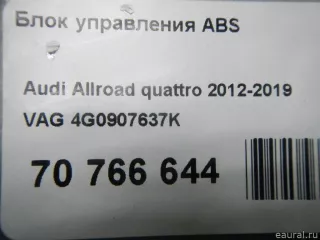 Блок управления ABS
Audi Allroad quattro 2012-2019
VAG 4G0907637K
70 766 644
eaural.ru